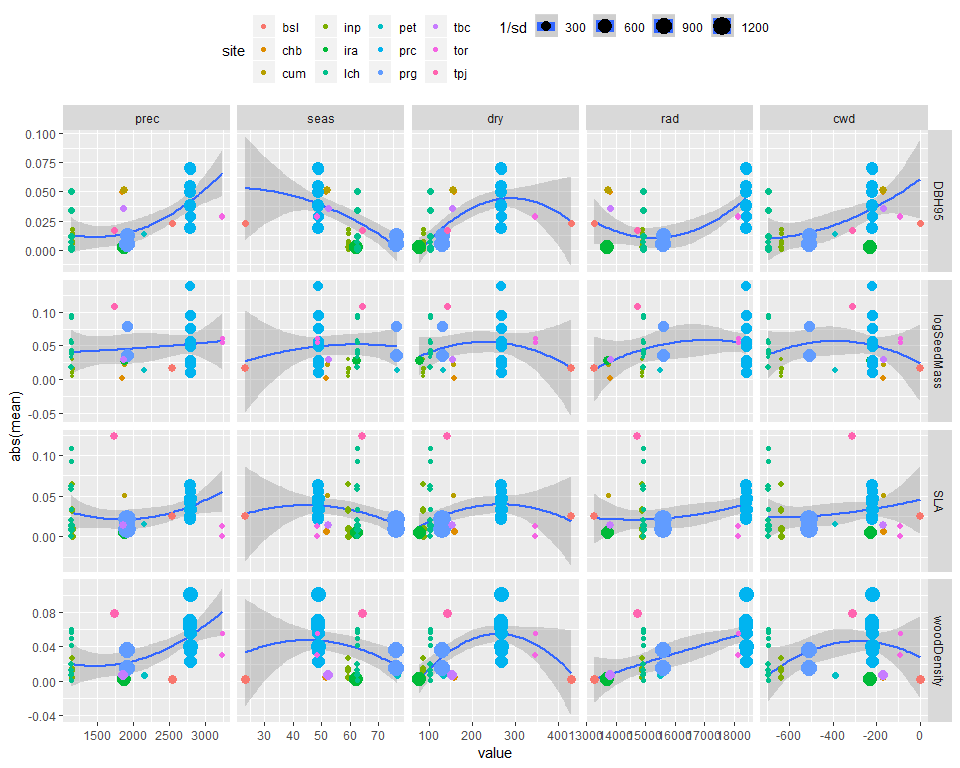 site bsl inp pet tbc 1/sd 300 600 900 1200
chb ira prc tor
cum lch prg tpj
prec seas dry rad cwd
0.100
0.075
0.050
0.025
0.000
DBH95
0.10
0.05
0.00
-0.05
logSeedMass
0.10
0.05
0.00
SLA
0.08
0.04
0.00
-0.04
woodDensity
abs(mean)
1500 2000 2500 3000 30 40 50 60 70 100 200 300 400 13000 14000 15000 16000 17000 18000 -600 -400 -200 0
value